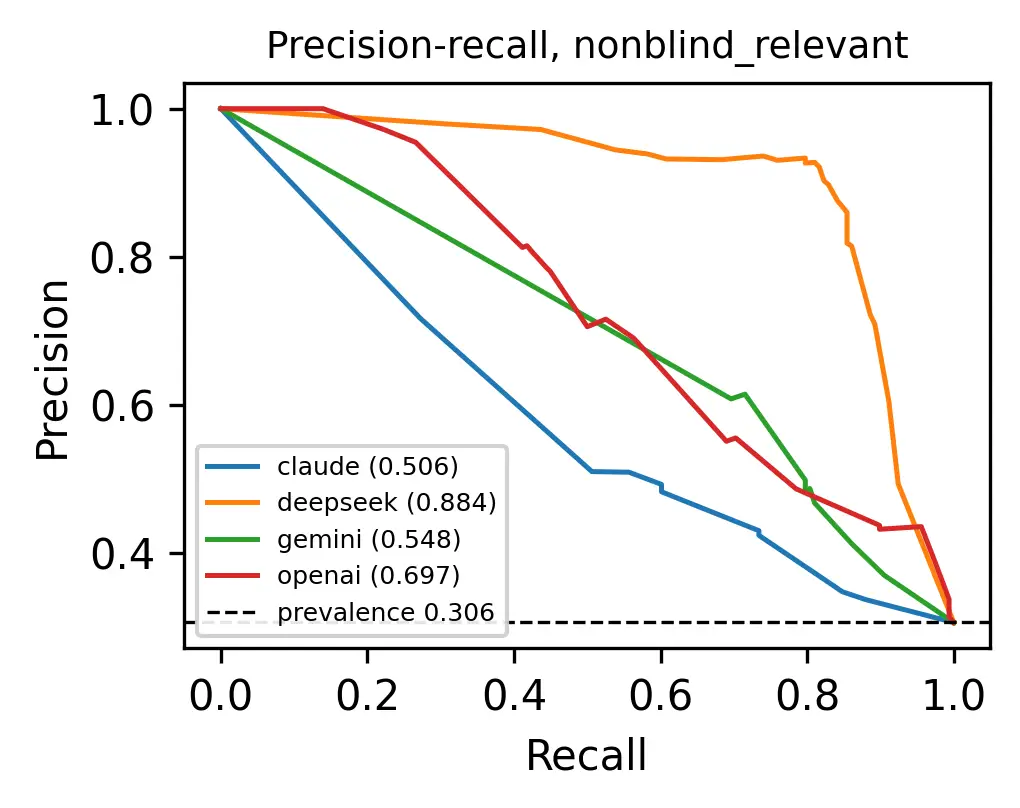 Precision-recall, nonblind_relevant
1.0
0.8
0.6
0.4
Precision
claude (0.506)
deepseek (0.884)
gemini (0.548)
openai (0.697)
prevalence 0.306
0.0 0.2 0.4 0.6 0.8 1.0
Recall